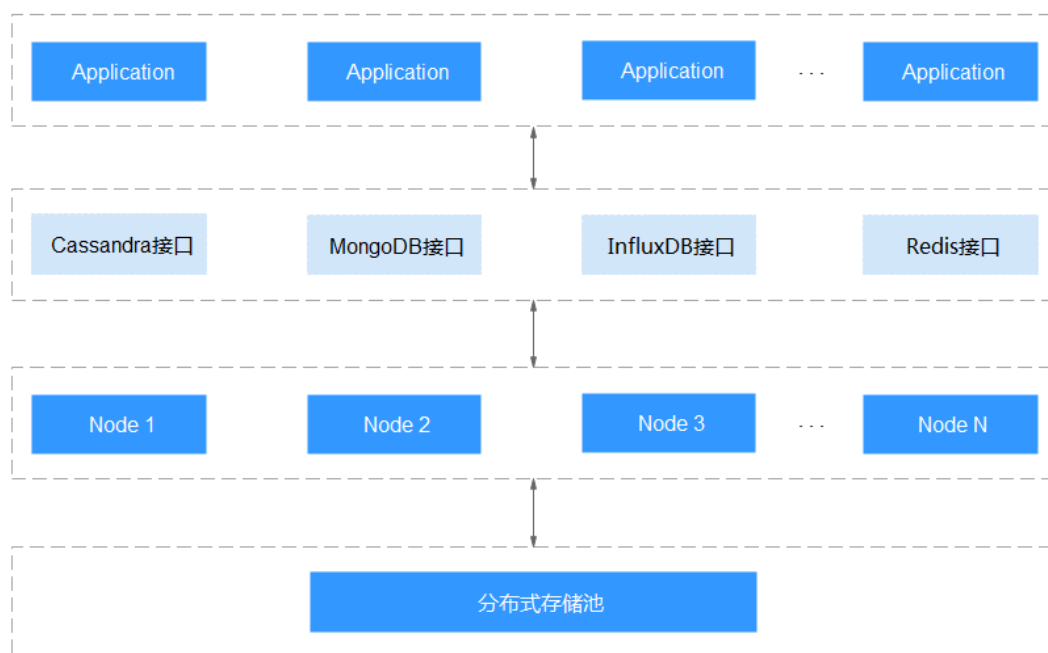 Application
Application
Application
...
Application
Cassandra接口
MongoDB接口
InfluxDB接口
Redis接口
Node 1
Node 2
Node 3
...
Node N
分布式存储池